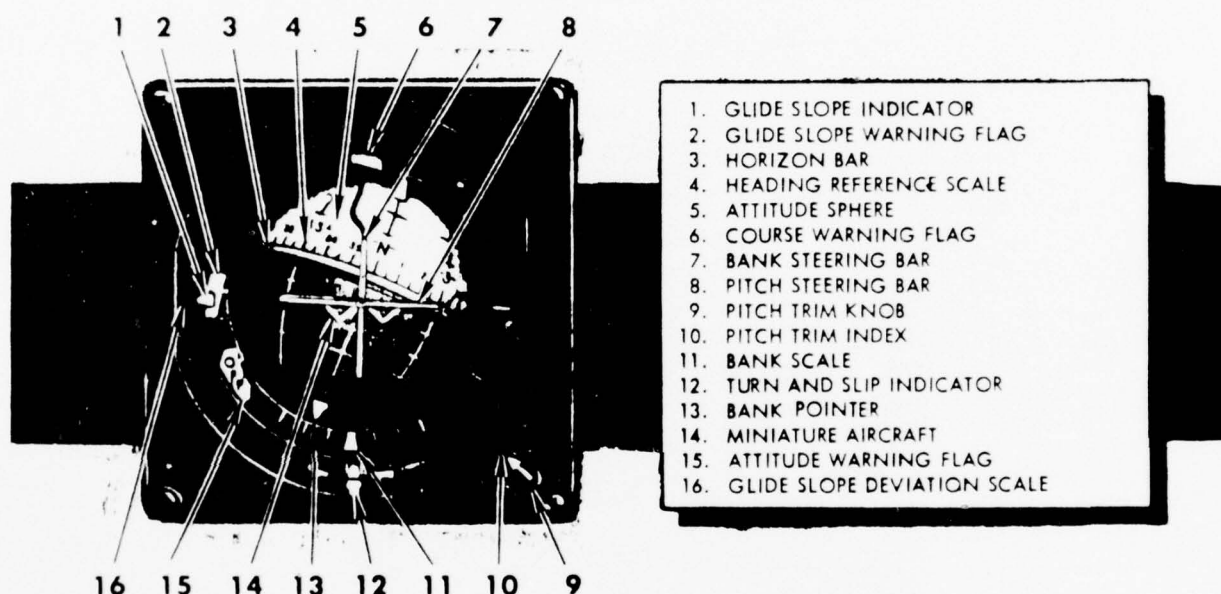 1 2 3 4 5 6 7 8
1. GLIDE SLOPE INDICATOR
2. GLIDE SLOPE WARNING FLAG
3. HORIZON BAR
4. HEADING REFERENCE SCALE
5. ATTITUDE SPHERE
6. COURSE WARNING FLAG
7. BANK STEERING BAR
8. PITCH STEERING BAR
9. PITCH TRIM KNOB
10. PITCH TRIM INDEX
11. BANK SCALE
12. TURN AND SLIP INDICATOR
13. BANK POINTER
14. MINIATURE AIRCRAFT
15. ATTITUDE WARNING FLAG
16. GLIDE SLOPE DEVIATION SCALE
N
16 15 14 13 12 11 10 9